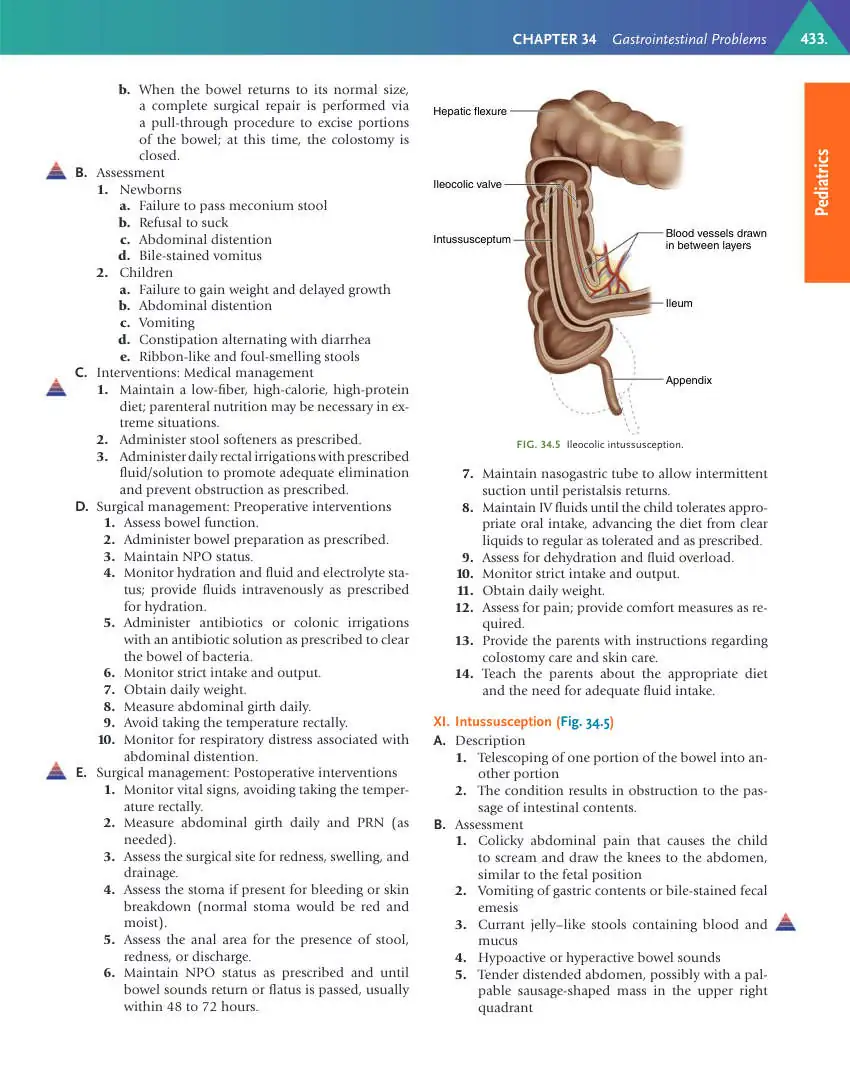 CHAPTER 34 Gastrointestinal Problems 433.
b. When the bowel returns to its normal size,
a complete surgical repair is performed via
a pull-through procedure to excise portions
of the bowel; at this time, the colostomy is
closed.
B. Assessment
1. Newborns
a. Failure to pass meconium stool
b. Refusal to suck
c. Abdominal distention
d. Bile-stained vomitus
2. Children
a. Failure to gain weight and delayed growth
b. Abdominal distention
c. Vomiting
d. Constipation alternating with diarrhea
e. Ribbon-like and foul-smelling stools
C. Interventions: Medical management
1. Maintain a low-fiber, high-calorie, high-protein
diet; parenteral nutrition may be necessary in ex-
treme situations.
2. Administer stool softeners as prescribed.
3. Administer daily rectal irrigations with prescribed
fluid/solution to promote adequate elimination
and prevent obstruction as prescribed.
D. Surgical management: Preoperative interventions
1. Assess bowel function.
2. Administer bowel preparation as prescribed.
3. Maintain NPO status.
4. Monitor hydration and fluid and electrolyte sta-
tus; provide fluids intravenously as prescribed
for hydration.
5. Administer antibiotics or colonic irrigations
with an antibiotic solution as prescribed to clear
the bowel of bacteria.
6. Monitor strict intake and output.
7. Obtain daily weight.
8. Measure abdominal girth daily.
9. Avoid taking the temperature rectally.
10. Monitor for respiratory distress associated with
abdominal distention.
E. Surgical management: Postoperative interventions
1. Monitor vital signs, avoiding taking the temper-
ature rectally.
2. Measure abdominal girth daily and PRN (as
needed).
3. Assess the surgical site for redness, swelling, and
drainage.
4. Assess the stoma if present for bleeding or skin
breakdown (normal stoma would be red and
moist).
5. Assess the anal area for the presence of stool,
redness, or discharge.
6. Maintain NPO status as prescribed and until
bowel sounds return or flatus is passed, usually
within 48 to 72 hours.
Hepatic flexure
Ileocolic valve
Intussusceptum
Blood vessels drawn
in between layers
Ileum
Appendix
FIG. 34.5 Ileocolic intussusception.
7. Maintain nasogastric tube to allow intermittent
suction until peristalsis returns.
8. Maintain IV fluids until the child tolerates appro-
priate oral intake, advancing the diet from clear
liquids to regular as tolerated and as prescribed.
9. Assess for dehydration and fluid overload.
10. Monitor strict intake and output.
11. Obtain daily weight.
12. Assess for pain; provide comfort measures as re-
quired.
13. Provide the parents with instructions regarding
colostomy care and skin care.
14. Teach the parents about the appropriate diet
and the need for adequate fluid intake.
XI. Intussusception (Fig. 34.5)
A. Description
1. Telescoping of one portion of the bowel into an-
other portion
2. The condition results in obstruction to the pas-
sage of intestinal contents.
B. Assessment
1. Colicky abdominal pain that causes the child
to scream and draw the knees to the abdomen,
similar to the fetal position
2. Vomiting of gastric contents or bile-stained fecal
emesis
3. Currant jelly–like stools containing blood and
mucus
4. Hypoactive or hyperactive bowel sounds
5. Tender distended abdomen, possibly with a pal-
pable sausage-shaped mass in the upper right
quadrant
Pediatrics